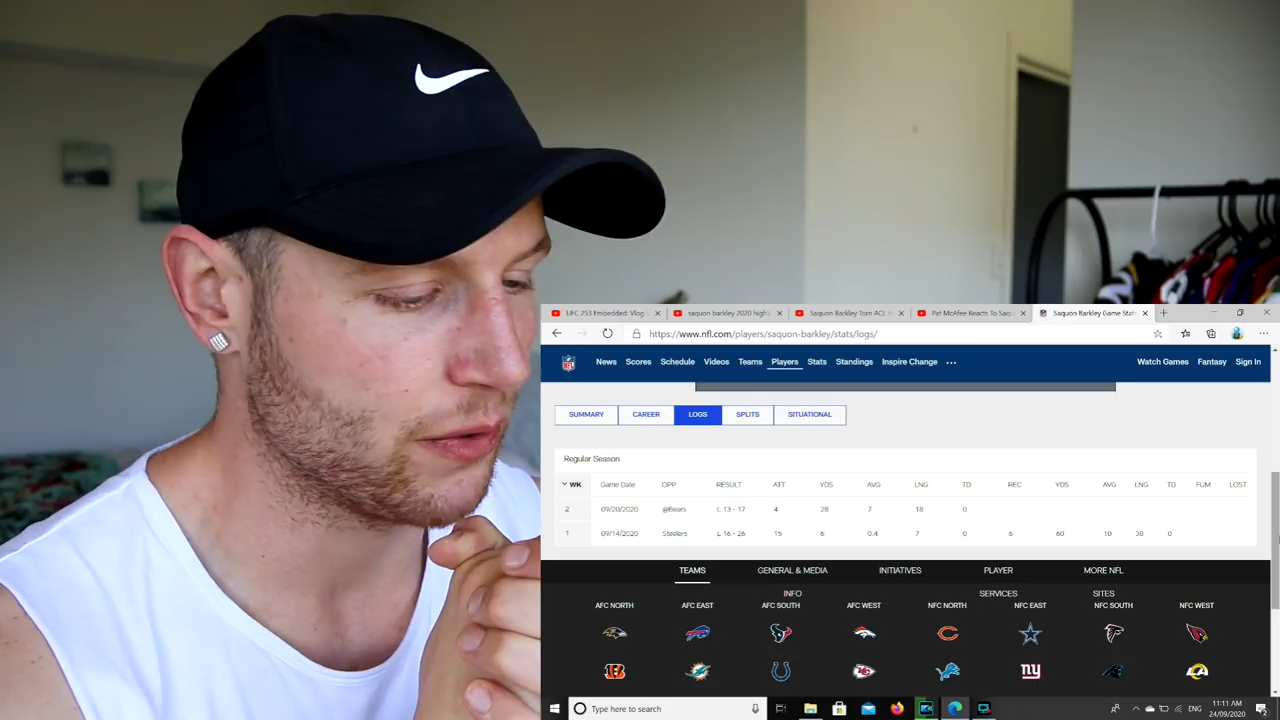 UFC 253 Embedded: Vlog S saquon barkley 2020 highli Saquon Barkley Torn ACL In Pat McAfee Reacts To Saqu Saquon Barkley Game Stats
https://www.nfl.com/players/saquon-barkley/stats/logs/
News Scores Schedule Videos Teams Players Stats Standings Inspire Change ... Watch Games Fantasy Sign In
SUMMARY CAREER LOGS SPLITS SITUATIONAL
Regular Season
WK Game Date OPP RESULT ATT YDS AVG LNG TD REC YDS AVG LNG TD FUM LOST
2 09/20/2020 @Bears L 13 - 17 4 28 7 18 0
1 09/14/2020 Steelers L 16 - 26 15 6 0.4 7 0 6 60 10 38 0
TEAMS GENERAL & MEDIA INITIATIVES PLAYER MORE NFL
INFO SERVICES SITES
AFC NORTH AFC EAST AFC SOUTH AFC WEST NFC NORTH NFC EAST NFC SOUTH NFC WEST
ny
Type here to search ENG 11:11 AM
24/09/2020